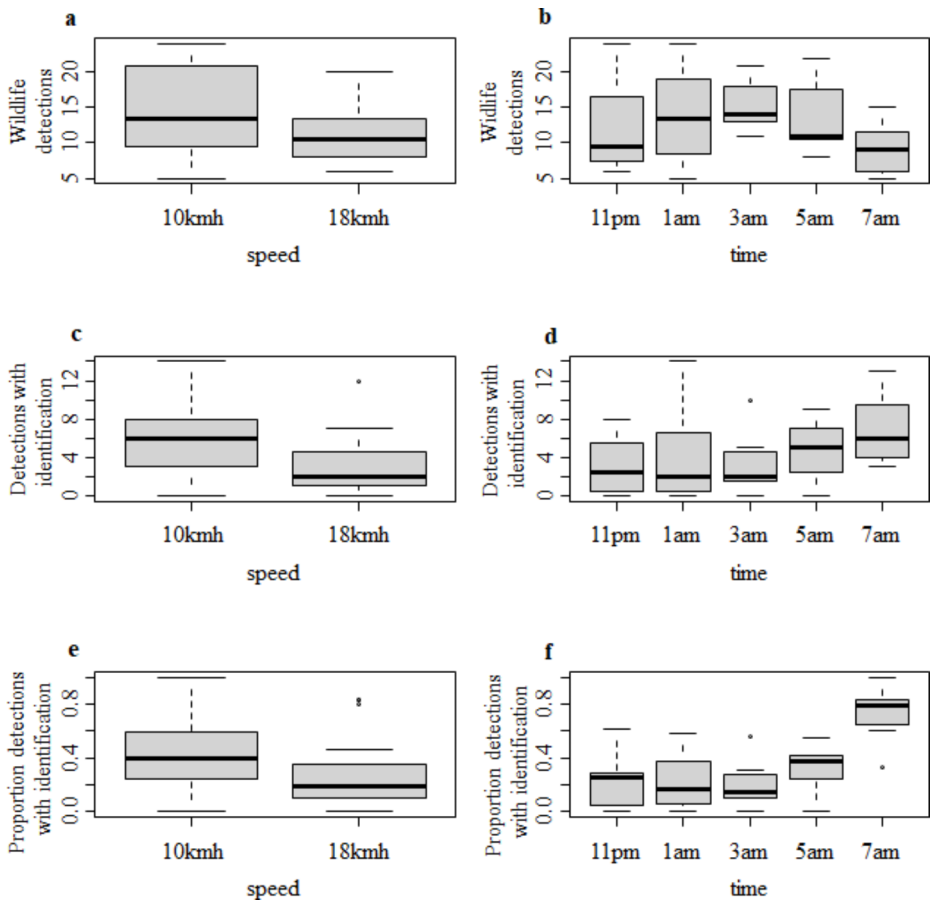 a
Wildlife
detections
5 10 15 20
10kmh 18kmh
speed
b
Widlife
detections
5 10 15 20
11pm 1am 3am 5am 7am
time
c
Detections with
identification
0 4 8 12
10kmh 18kmh
speed
d
Detections with
identification
0 4 8 12
11pm 1am 3am 5am 7am
time
e
Proportion detections
with identification
0.0 0.4 0.8
10kmh 18kmh
speed
f
Proportion detections
with identification
0.0 0.4 0.8
11pm 1am 3am 5am 7am
time